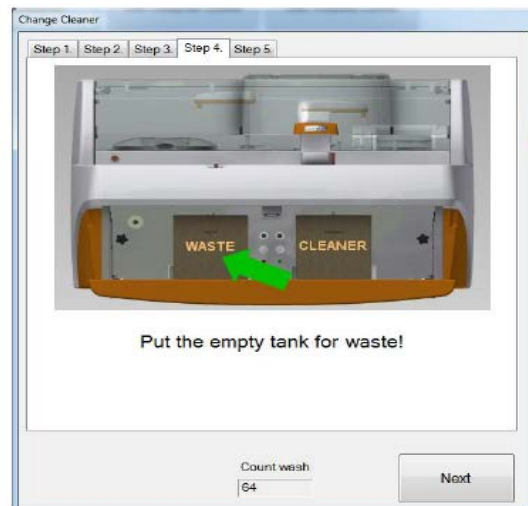 Change Cleaner
Step 1. Step 2. Step 3. Step 4. Step 5.
WASTE CLEANER
Put the empty tank for waste!
Count wash
64
Next